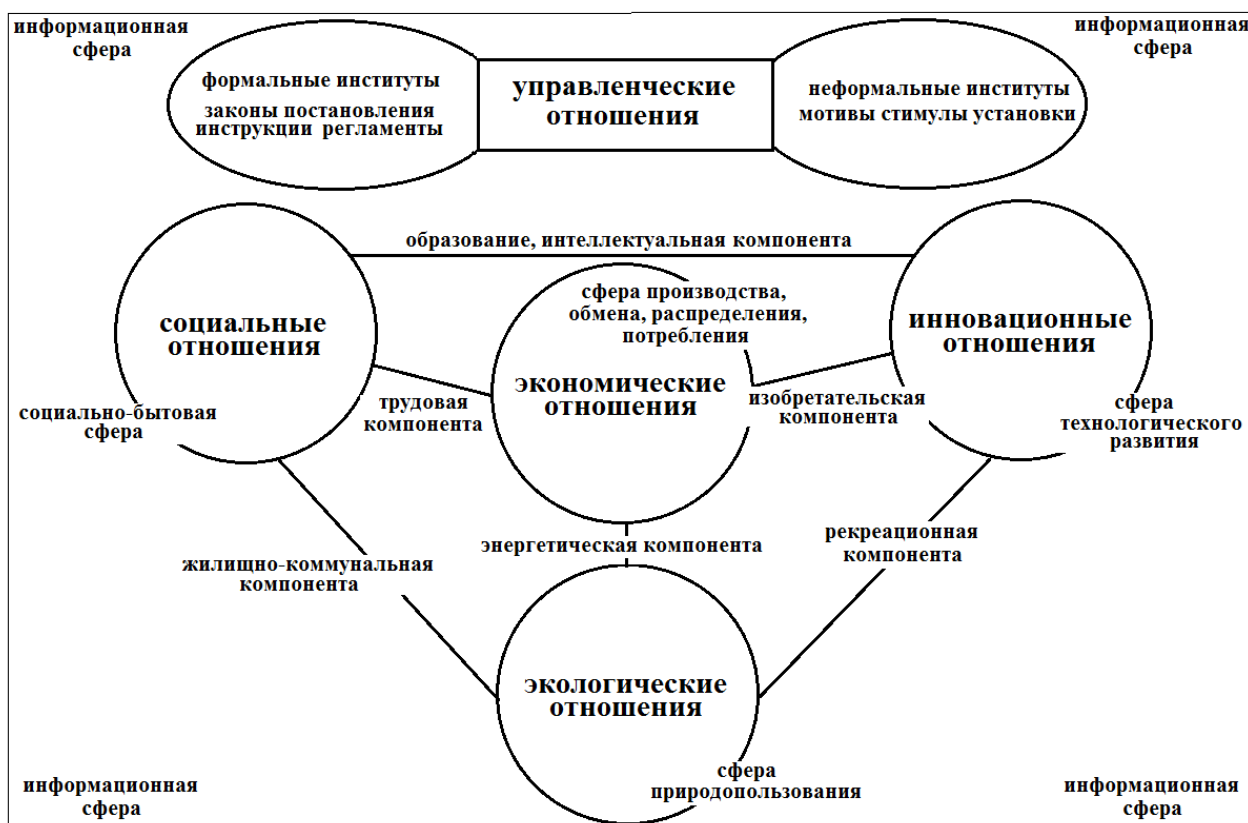 информационная
сфера
информационная
сфера
формальные институты
законы постановления
инструкции регламенты
управленческие
отношения
неформальные институты
мотивы стимулы установки
образование, интеллектуальная компонента
социальные
отношения
социально-бытовая
сфера
сфера производства,
обмена, распределения,
потребления
экономические
отношения
инновационные
отношения
сфера
технологического
развития
трудовая
компонента
изобретательская
компонента
жилищно-коммунальная
компонента
энергетическая компонента
рекреационная
компонента
экологические
отношения
сфера
природопользования
информационная
сфера
информационная
сфера